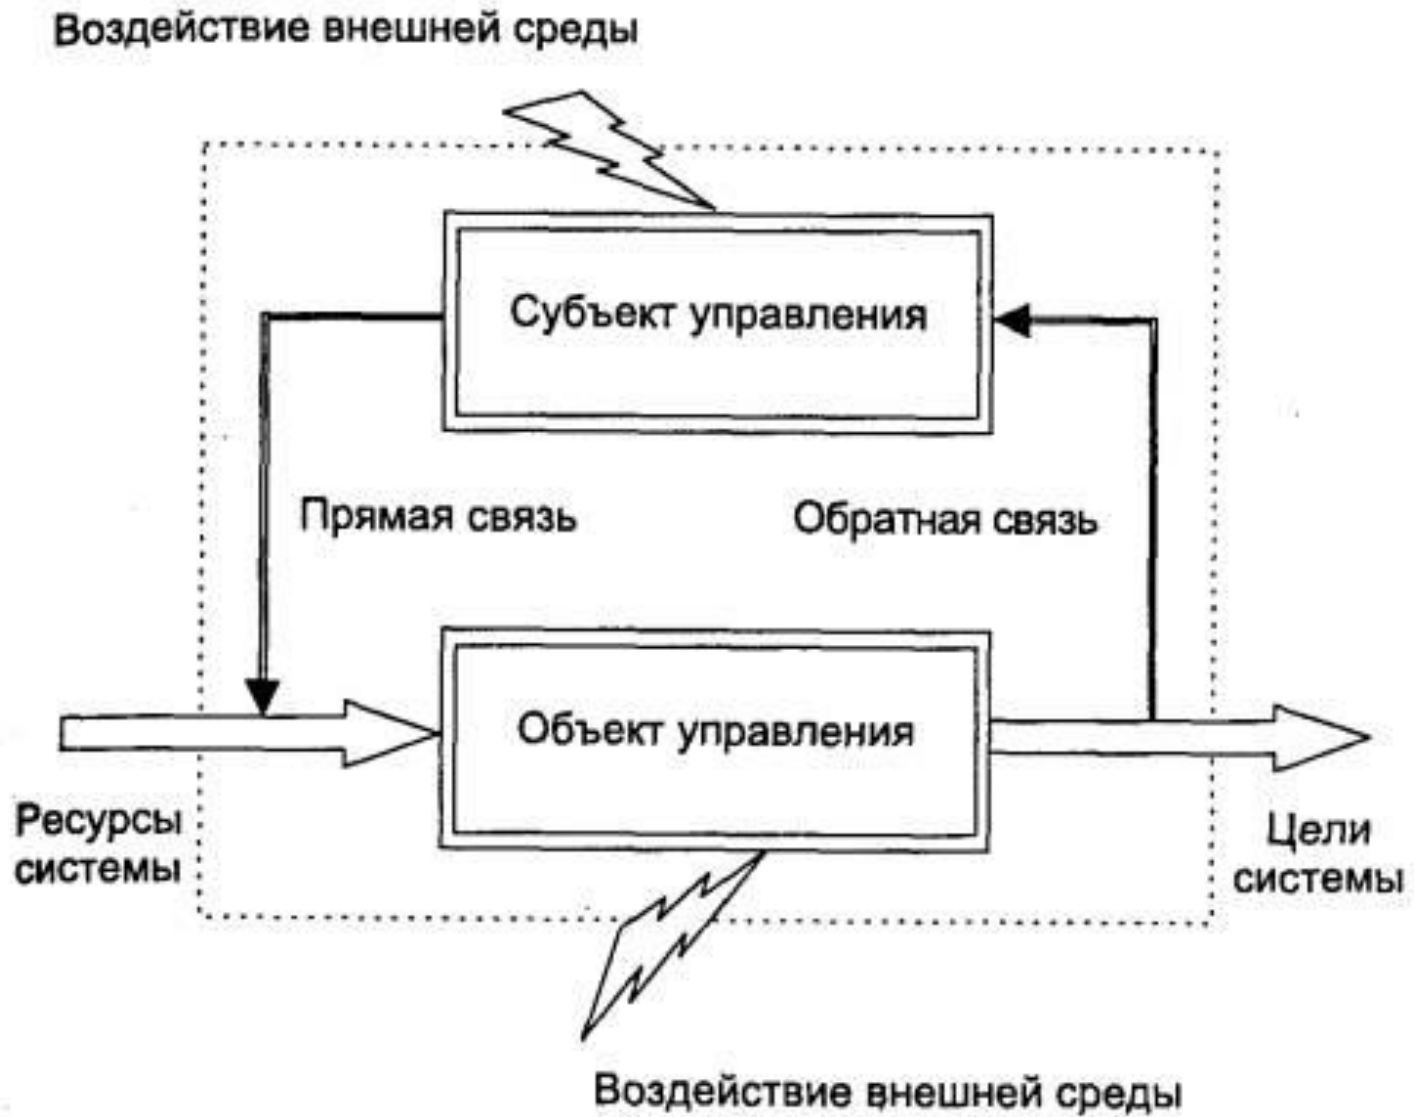 Воздействие внешней среды
Субъект управления
Прямая связь
Обратная связь
Объект управления
Ресурсы
системы
Цели
системы
Воздействие внешней среды